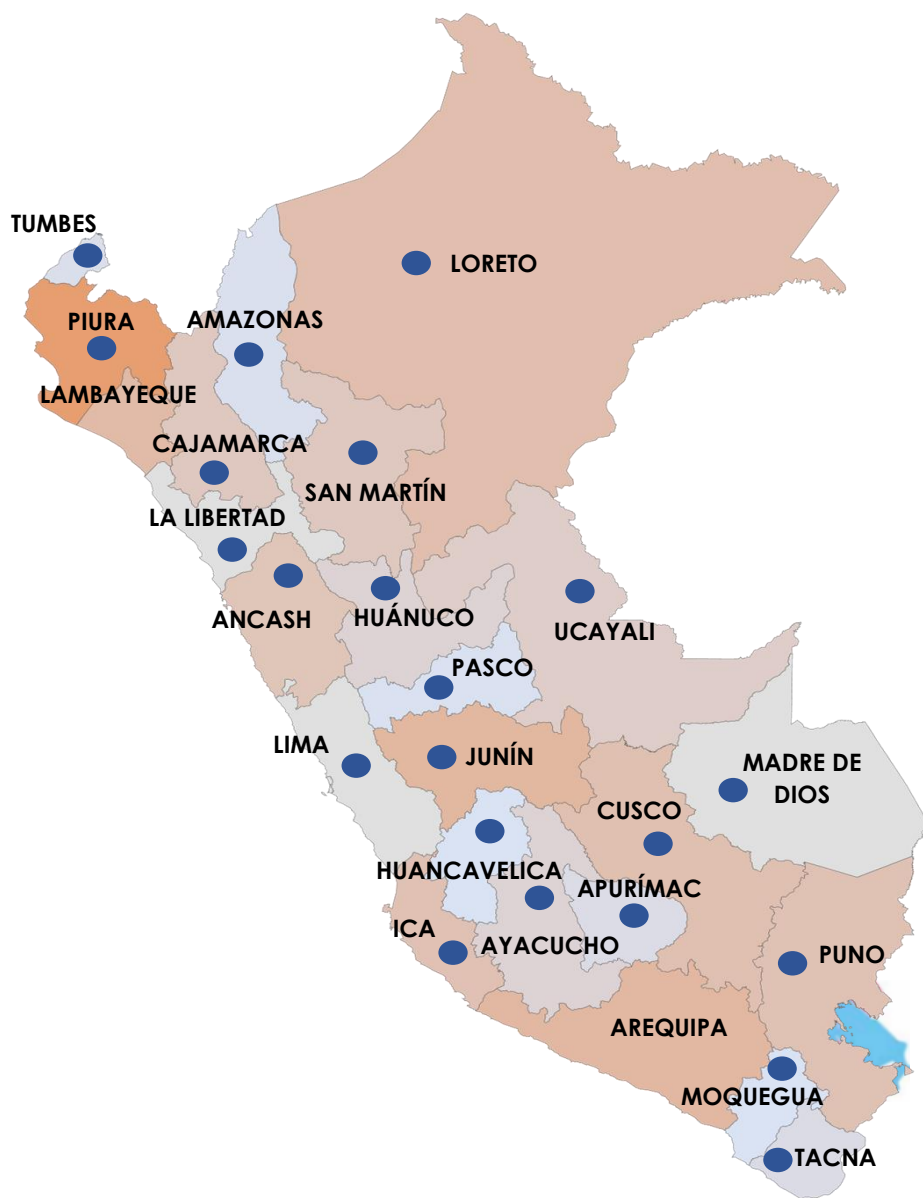 TUMBES
LORETO
PIURA
AMAZONAS
LAMBAYEQUE
CAJAMARCA
SAN MARTÍN
LA LIBERTAD
ANCASH
HUÁNUCO
UCAYALI
PASCO
LIMA
JUNÍN
MADRE DE
DIOS
CUSCO
HUANCAVELICA
APURÍMAC
ICA
AYACUCHO
PUNO
AREQUIPA
MOQUEGUA
TACNA